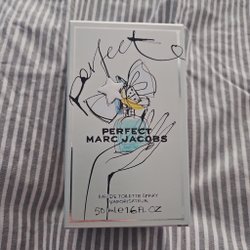 perfect
PERFECT
MARC JACOBS
EAU DE TOILETTE SPRAY
VAPORISATEUR
50 ml e 1.6 FL.OZ